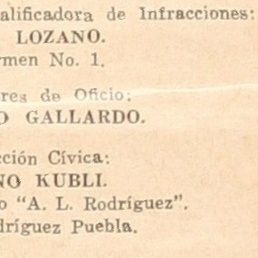 alificadora de Infracciones:
LOZANO.
rmen No. 1.
res de Oficio:
O GALLARDO.
cción Cívica:
NO KUBLI.
o "A. L. Rodríguez".
dríguez Puebla.